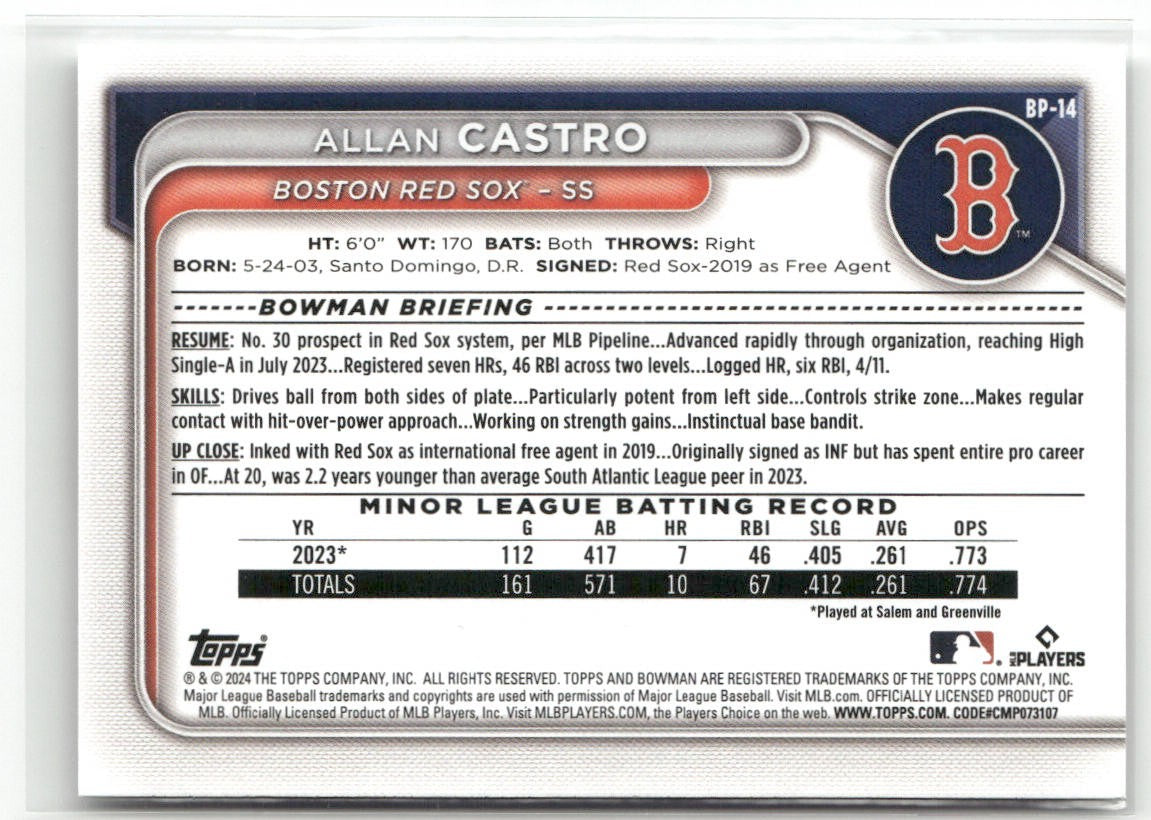 BP-14
ALLAN CASTRO
B
BOSTON RED SOX™ – SS
TM
HT: 6'0" WT: 170 BATS: Both THROWS: Right
BORN: 5-24-03, Santo Domingo, D.R. SIGNED: Red Sox-2019 as Free Agent
-------BOWMAN BRIEFING ---------------------------------------------
RESUME: No. 30 prospect in Red Sox system, per MLB Pipeline...Advanced rapidly through organization, reaching High
Single-A in July 2023...Registered seven HRs, 46 RBI across two levels...Logged HR, six RBI, 4/11.
SKILLS: Drives ball from both sides of plate...Particularly potent from left side...Controls strike zone...Makes regular
contact with hit-over-power approach...Working on strength gains...Instinctual base bandit.
UP CLOSE: Inked with Red Sox as international free agent in 2019...Originally signed as INF but has spent entire pro career
in OF...At 20, was 2.2 years younger than average South Atlantic League peer in 2023.
MINOR LEAGUE BATTING RECORD
YR G AB HR RBI SLG AVG OPS
2023* 112 417 7 46 .405 .261 .773
TOTALS 161 571 10 67 .412 .261 .774
*Played at Salem and Greenville
Topps®
MLB PLAYERS
® & © 2024 THE TOPPS COMPANY, INC. ALL RIGHTS RESERVED. TOPPS AND BOWMAN ARE REGISTERED TRADEMARKS OF THE TOPPS COMPANY, INC.
Major League Baseball trademarks and copyrights are used with permission of Major League Baseball. Visit MLB.com. OFFICIALLY LICENSED PRODUCT OF
MLB. Officially Licensed Product of MLB Players, Inc. Visit MLBPLAYERS.COM, the Players Choice on the web. WWW.TOPPS.COM. CODE#CMP073107